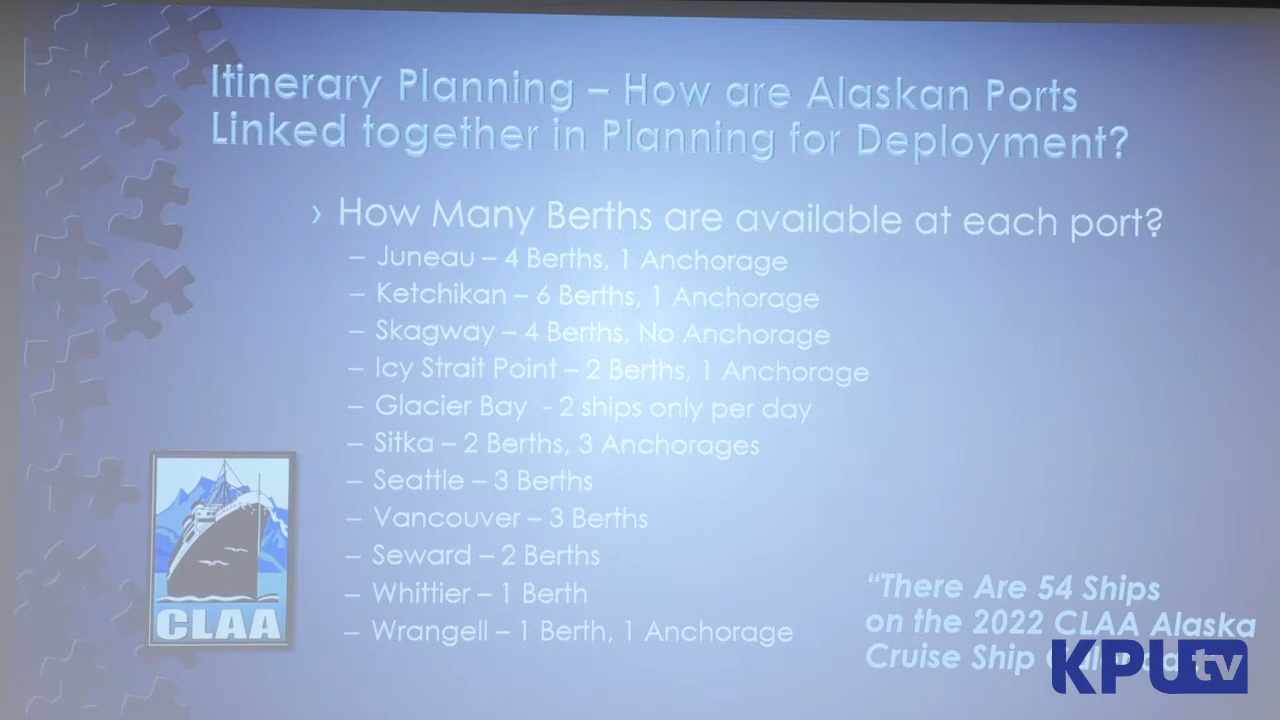 Itinerary Planning – How are Alaskan Ports
Linked together in Planning for Deployment?
› How Many Berths are available at each port?
– Juneau – 4 Berths, 1 Anchorage
– Ketchikan – 6 Berths, 1 Anchorage
– Skagway – 4 Berths, No Anchorage
– Icy Strait Point – 2 Berths, 1 Anchorage
– Glacier Bay - 2 ships only per day
– Sitka – 2 Berths, 3 Anchorages
– Seattle – 3 Berths
– Vancouver – 3 Berths
– Seward – 2 Berths
– Whittier – 1 Berth
– Wrangell – 1 Berth, 1 Anchorage
CLAA
“There Are 54 Ships
on the 2022 CLAA Alaska
Cruise Ship
KPUtv